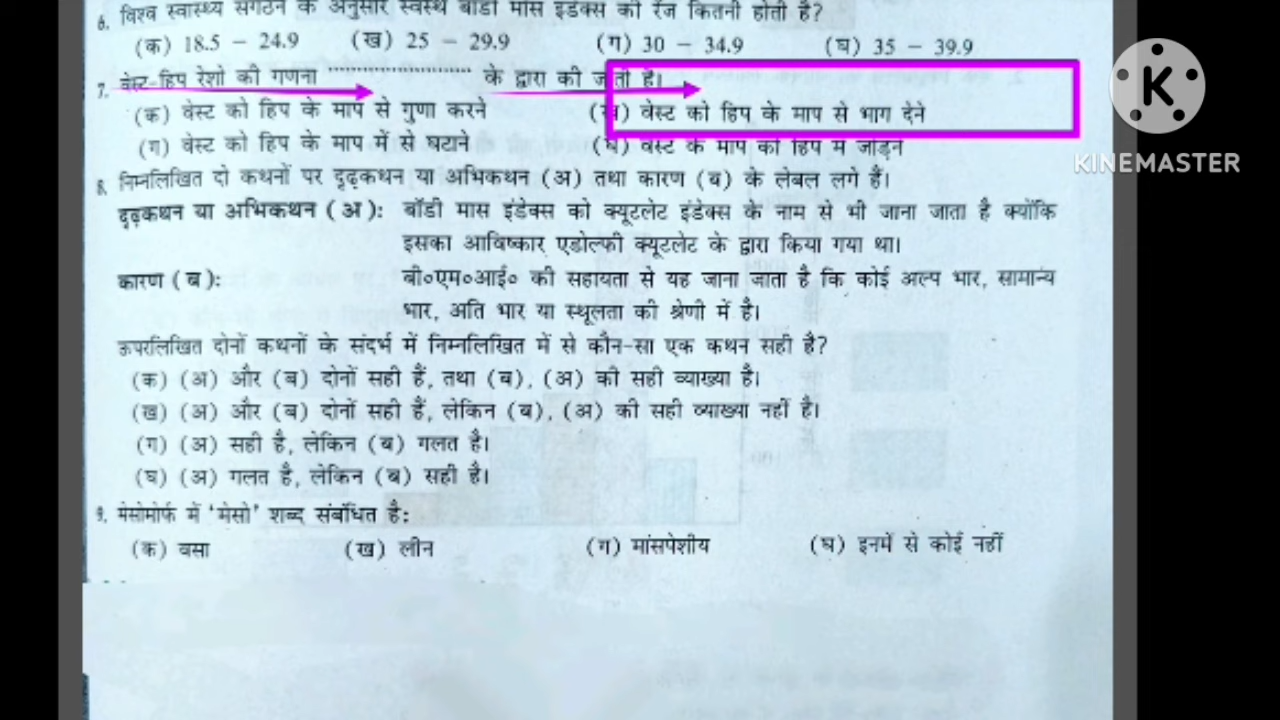 6. विश्व स्वास्थ्य संगठन के अनुसार स्वस्थ बॉडी मास इंडेक्स की रेंज कितनी होती है?
(क) 18.5 – 24.9 (ख) 25 – 29.9 (ग) 30 – 34.9 (घ) 35 – 39.9
7. वेस्ट-हिप रेशो की गणना ........................ के द्वारा की जाती है।
(क) वेस्ट को हिप के माप से गुणा करने (ख) वेस्ट को हिप के माप से भाग देने
(ग) वेस्ट को हिप के माप में से घटाने (घ) वेस्ट के माप को हिप में जोड़ने
8. निम्नलिखित दो कथनों पर दृढ़कथन या अभिकथन (अ) तथा कारण (ब) के लेबल लगे हैं।
दृढ़कथन या अभिकथन (अ): बॉडी मास इंडेक्स को क्यूटलेट इंडेक्स के नाम से भी जाना जाता है क्योंकि
इसका आविष्कार एडोल्फी क्यूटलेट के द्वारा किया गया था।
कारण (ब): बी०एम०आई० की सहायता से यह जाना जाता है कि कोई अल्प भार, सामान्य
भार, अति भार या स्थूलता की श्रेणी में है।
ऊपरलिखित दोनों कथनों के संदर्भ में निम्नलिखित में से कौन-सा एक कथन सही है?
(क) (अ) और (ब) दोनों सही हैं, तथा (ब), (अ) की सही व्याख्या है।
(ख) (अ) और (ब) दोनों सही हैं, लेकिन (ब), (अ) की सही व्याख्या नहीं है।
(ग) (अ) सही है, लेकिन (ब) गलत है।
(घ) (अ) गलत है, लेकिन (ब) सही है।
9. मेसोमोर्फ में 'मेसो' शब्द संबंधित है:
(क) वसा (ख) लीन (ग) मांसपेशीय (घ) इनमें से कोई नहीं
K
KINEMASTER